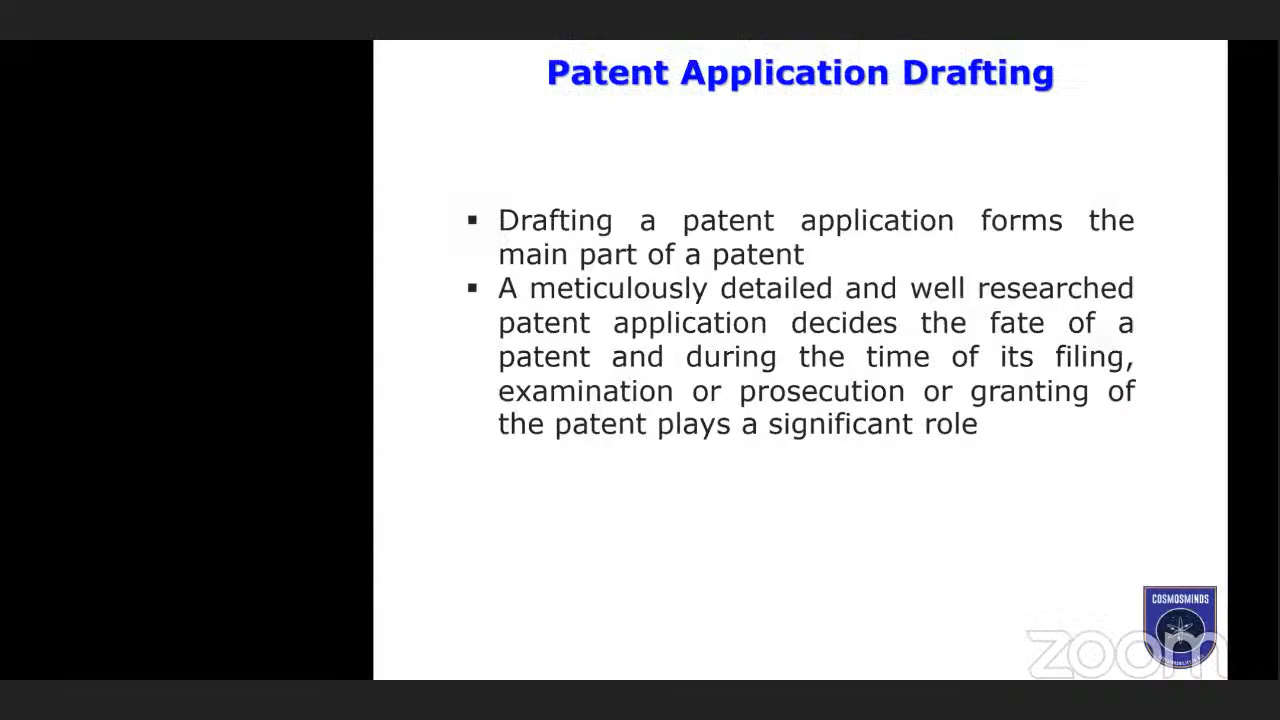 Patent Application Drafting
▪ Drafting a patent application forms the
main part of a patent
▪ A meticulously detailed and well researched
patent application decides the fate of a
patent and during the time of its filing,
examination or prosecution or granting of
the patent plays a significant role
COSMOSMINDS
zoom